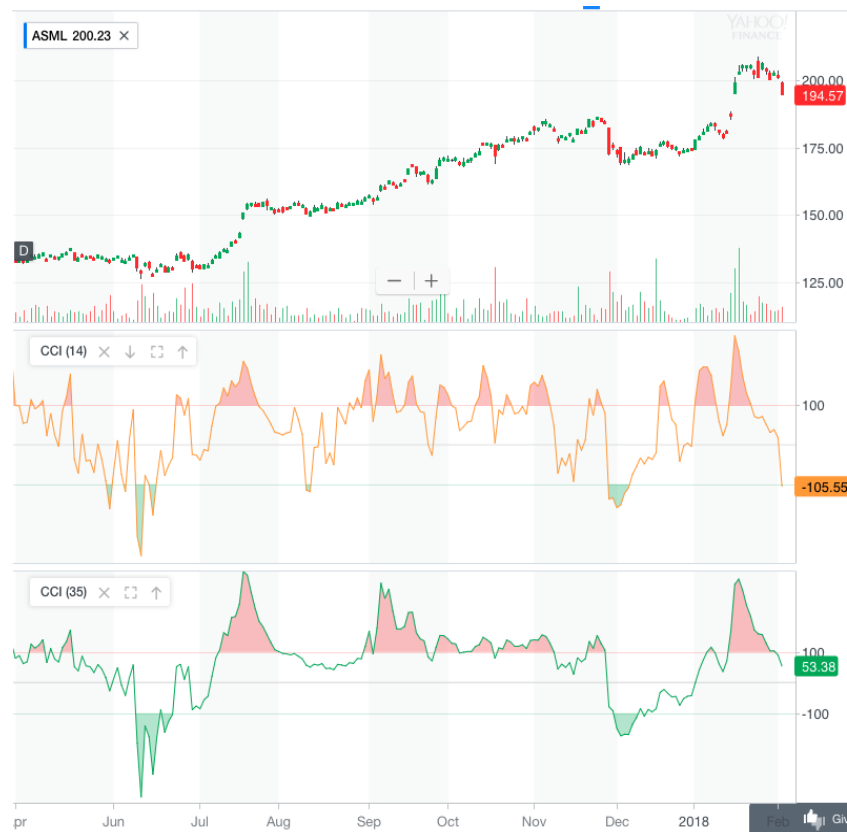 YAHOO!
FINANCE
ASML 200.23 ×
200.00
194.57
175.00
150.00
D
− +
125.00
CCI (14)
100
-105.55
CCI (35)
100
53.38
-100
pr Jun Jul Aug Sep Oct Nov Dec 2018 Feb
Giv